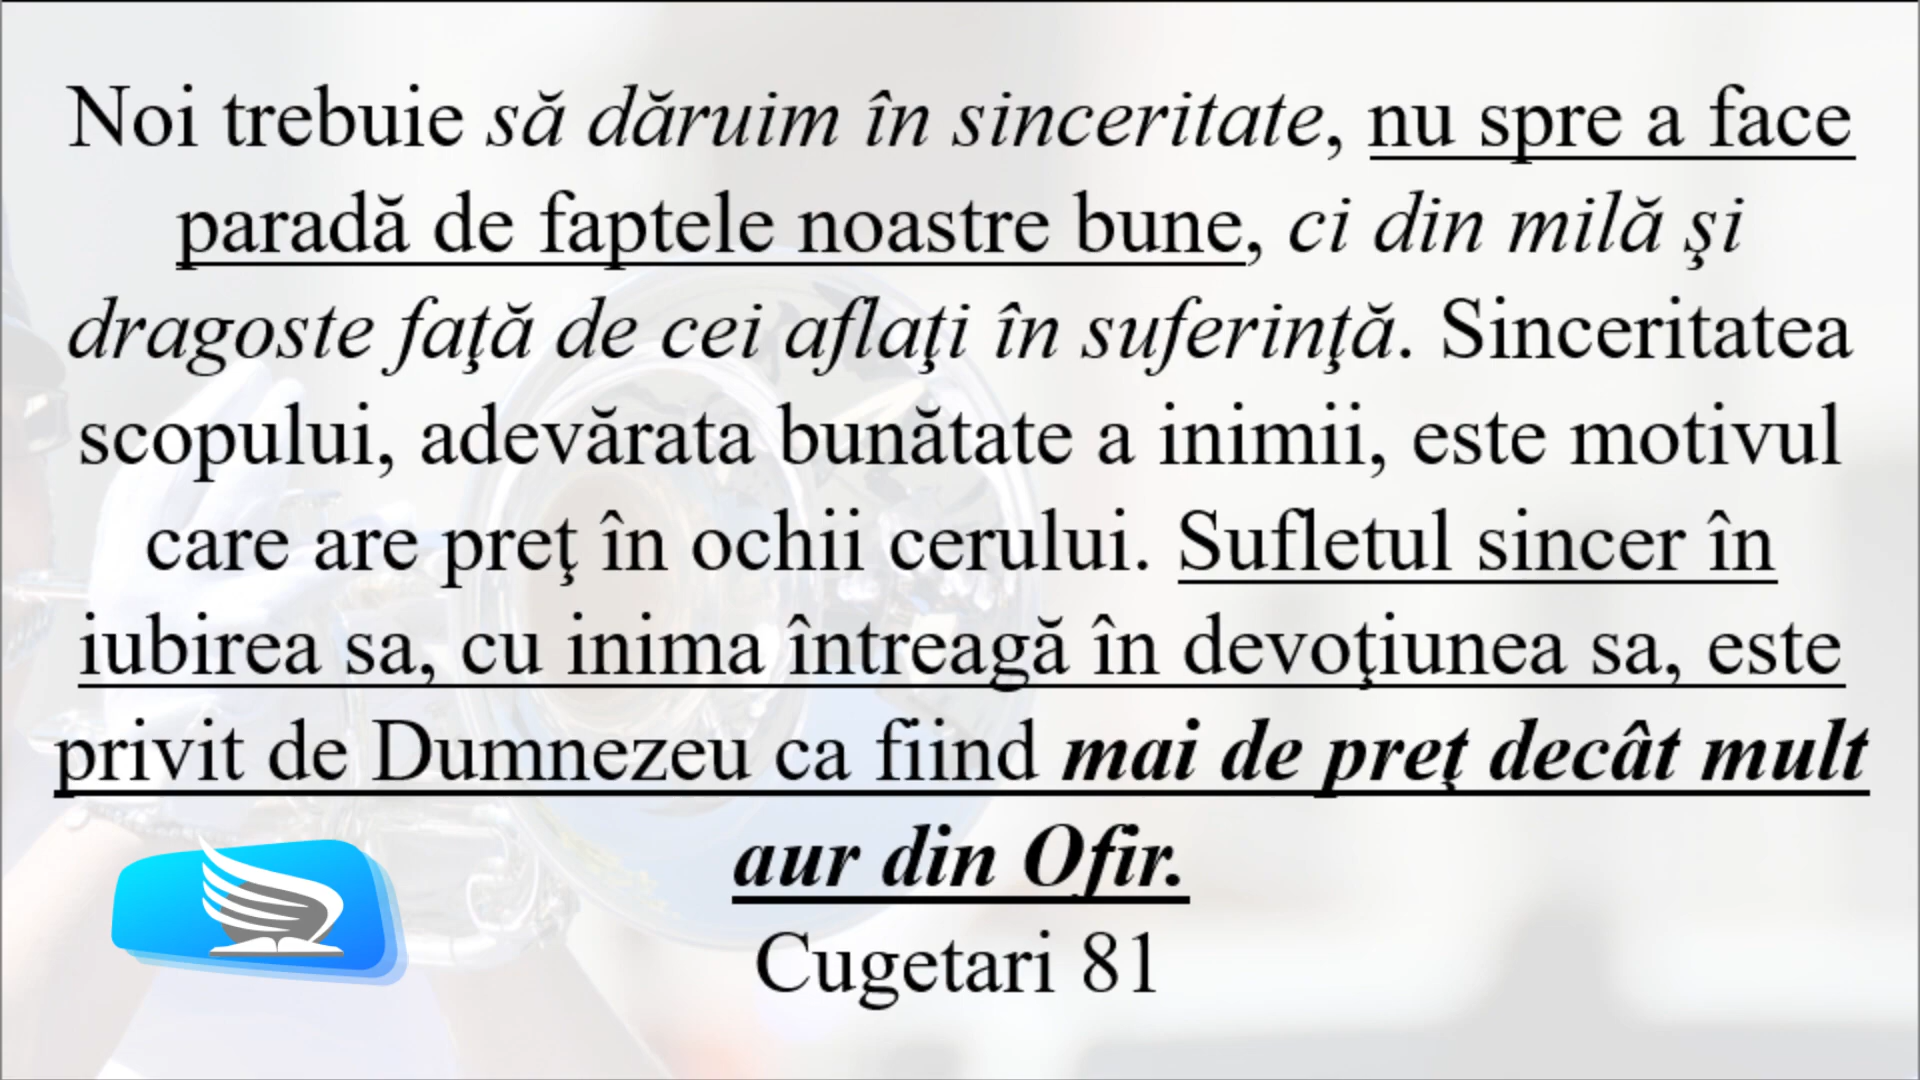 Noi trebuie să dăruim în sinceritate, nu spre a face
paradă de faptele noastre bune, ci din milă şi
dragoste faţă de cei aflaţi în suferinţă. Sinceritatea
scopului, adevărata bunătate a inimii, este motivul
care are preţ în ochii cerului. Sufletul sincer în
iubirea sa, cu inima întreagă în devoţiunea sa, este
privit de Dumnezeu ca fiind mai de preţ decât mult
aur din Ofir.
Cugetari 81